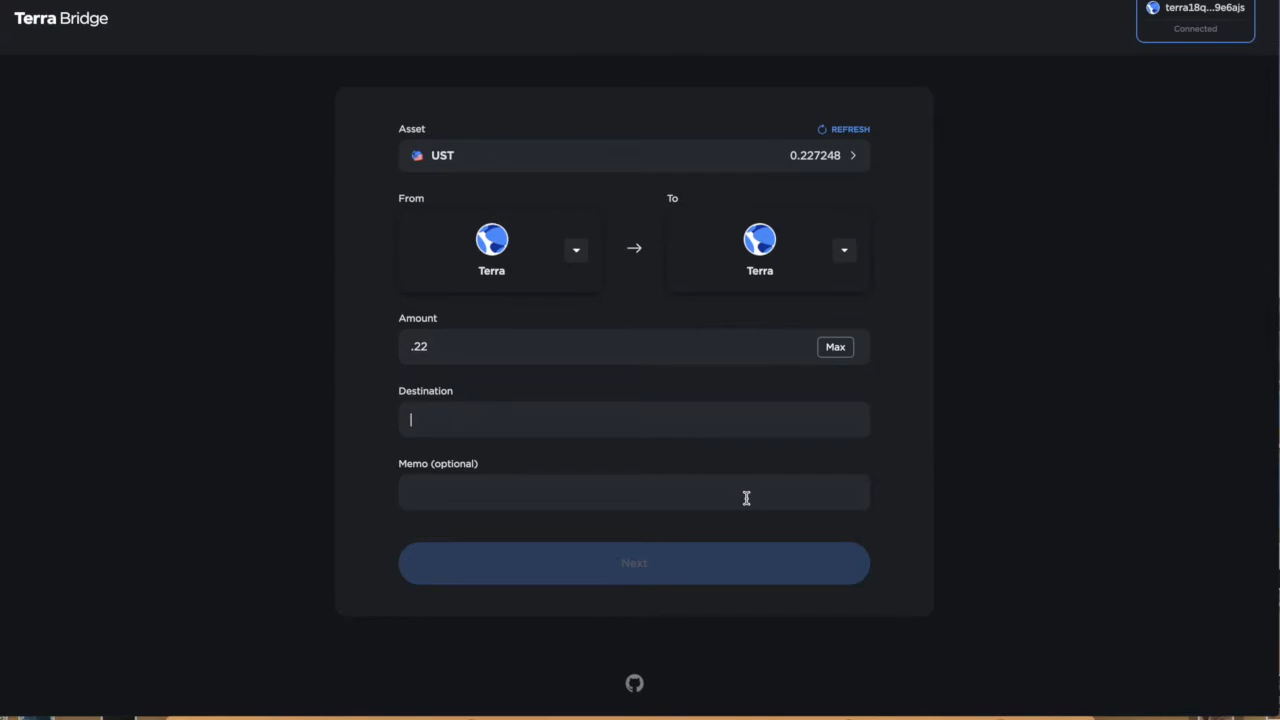 Terra Bridge
terra18q...9e6ajs
Connected
Asset
REFRESH
UST
0.227248
From
To
Terra
Terra
Amount
.22
Max
Destination
Memo (optional)
Next